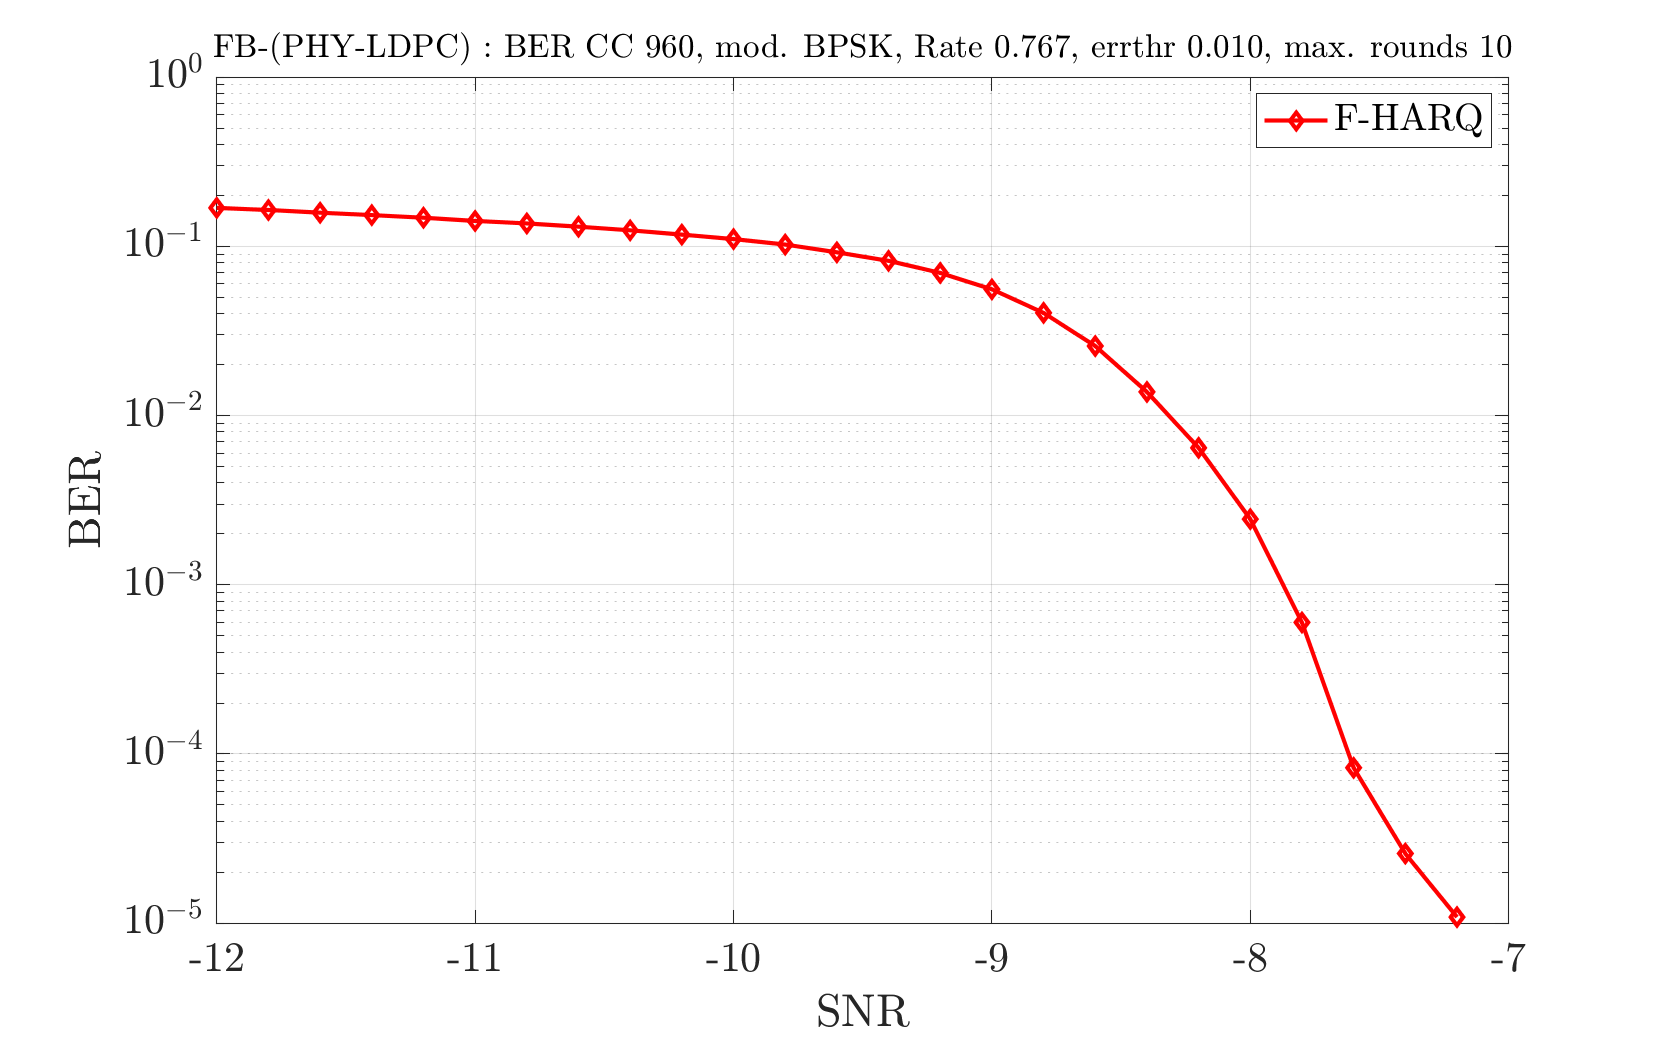 FB-(PHY-LDPC) : BER CC 960, mod. BPSK, Rate 0.767, errthr 0.010, max. rounds 10
F-HARQ
10^0
10^{-1}
10^{-2}
10^{-3}
10^{-4}
10^{-5}
BER
-12 -11 -10 -9 -8 -7
SNR